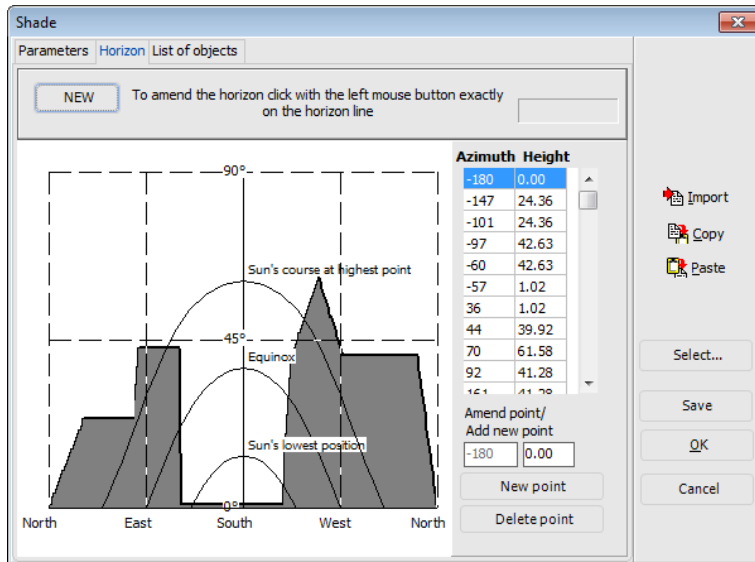 Shade
Parameters Horizon List of objects
NEW
To amend the horizon click with the left mouse button exactly
on the horizon line
90°
Sun's course at highest point
45°
Equinox
Sun's lowest position
0°
North East South West North
Azimuth Height
-180 0.00
-147 24.36
-101 24.36
-97 42.63
-60 42.63
-57 1.02
36 1.02
44 39.92
70 61.58
92 41.28
161 41.28
Amend point/
Add new point
-180 0.00
New point
Delete point
Import
Copy
Paste
Select...
Save
OK
Cancel